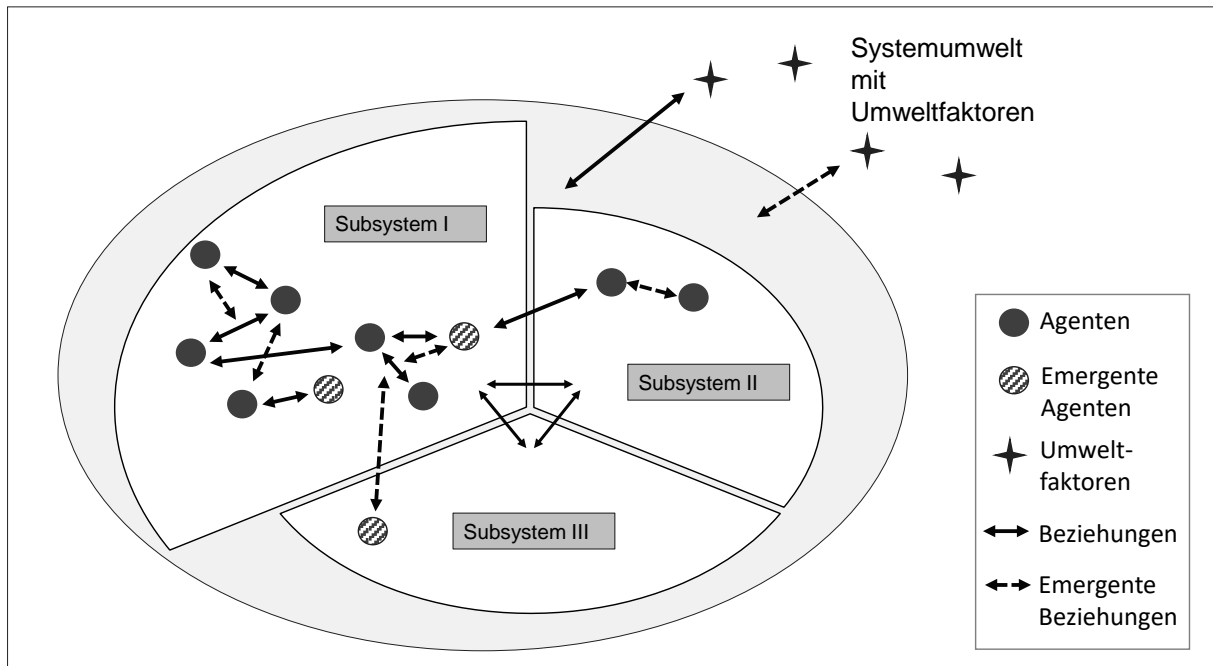 Systemumwelt
mit
Umweltfaktoren
Subsystem I
Subsystem II
Subsystem III
Agenten
Emergente
Agenten
Umwelt-
faktoren
Beziehungen
Emergente
Beziehungen